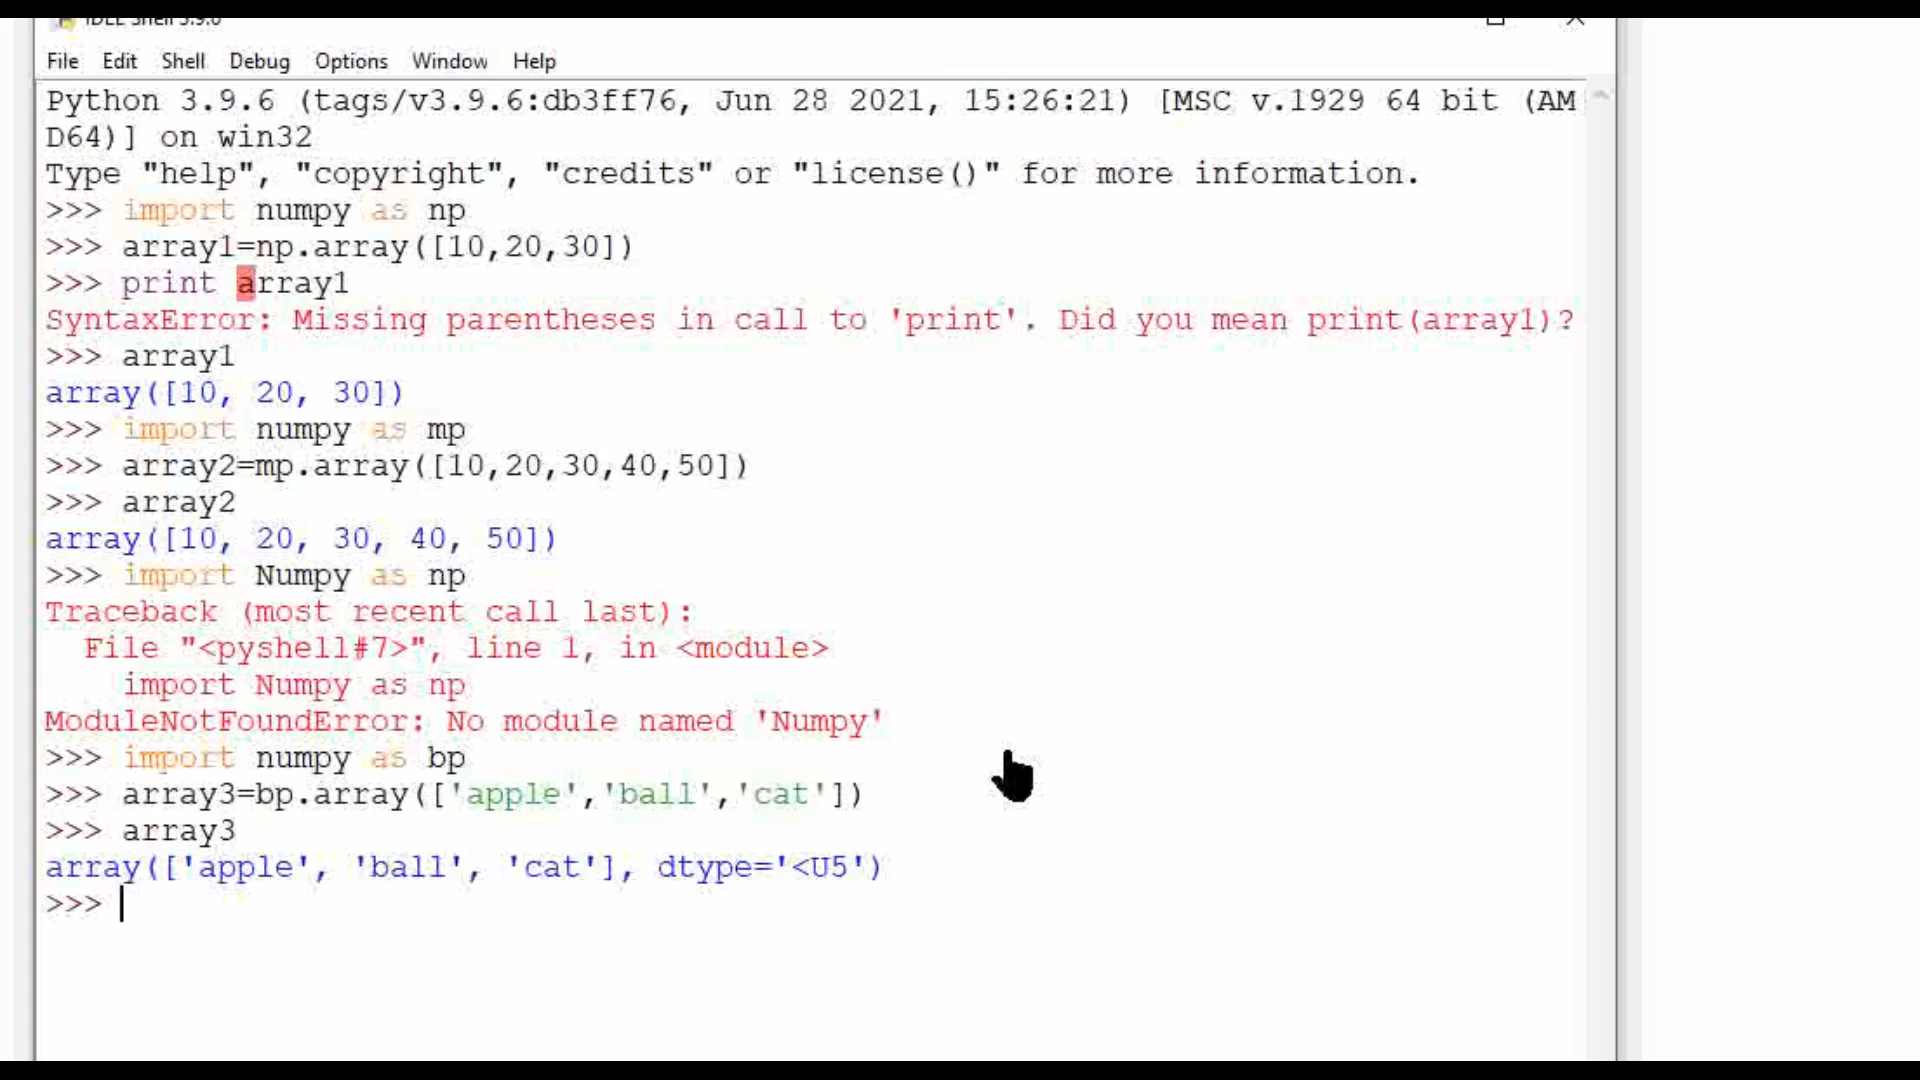 IDLE Shell 3.9.6
File Edit Shell Debug Options Window Help
Python 3.9.6 (tags/v3.9.6:db3ff76, Jun 28 2021, 15:26:21) [MSC v.1929 64 bit (AM
D64)] on win32
Type "help", "copyright", "credits" or "license()" for more information.
>>> import numpy as np
>>> array1=np.array([10,20,30])
>>> print array1
SyntaxError: Missing parentheses in call to 'print'. Did you mean print(array1)?
>>> array1
array([10, 20, 30])
>>> import numpy as mp
>>> array2=mp.array([10,20,30,40,50])
>>> array2
array([10, 20, 30, 40, 50])
>>> import Numpy as np
Traceback (most recent call last):
  File "<pyshell#7>", line 1, in <module>
    import Numpy as np
ModuleNotFoundError: No module named 'Numpy'
>>> import numpy as bp
>>> array3=bp.array(['apple','ball','cat'])
>>> array3
array(['apple', 'ball', 'cat'], dtype='<U5')
>>>